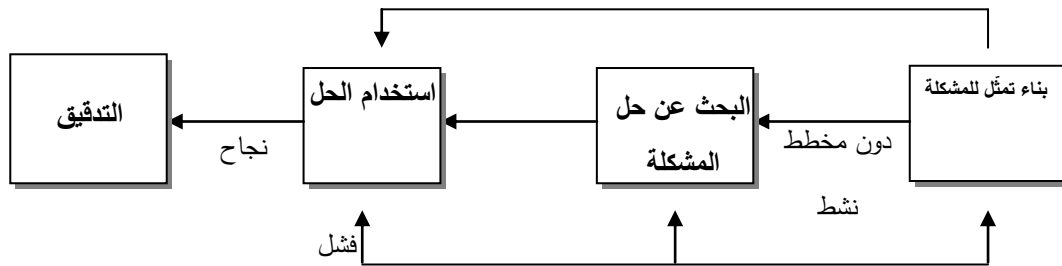 بناء تمثّل للمشكلة
دون مخطط
نشط
البحث عن حل
المشكلة
استخدام الحل
نجاح
التدقيق
فشل